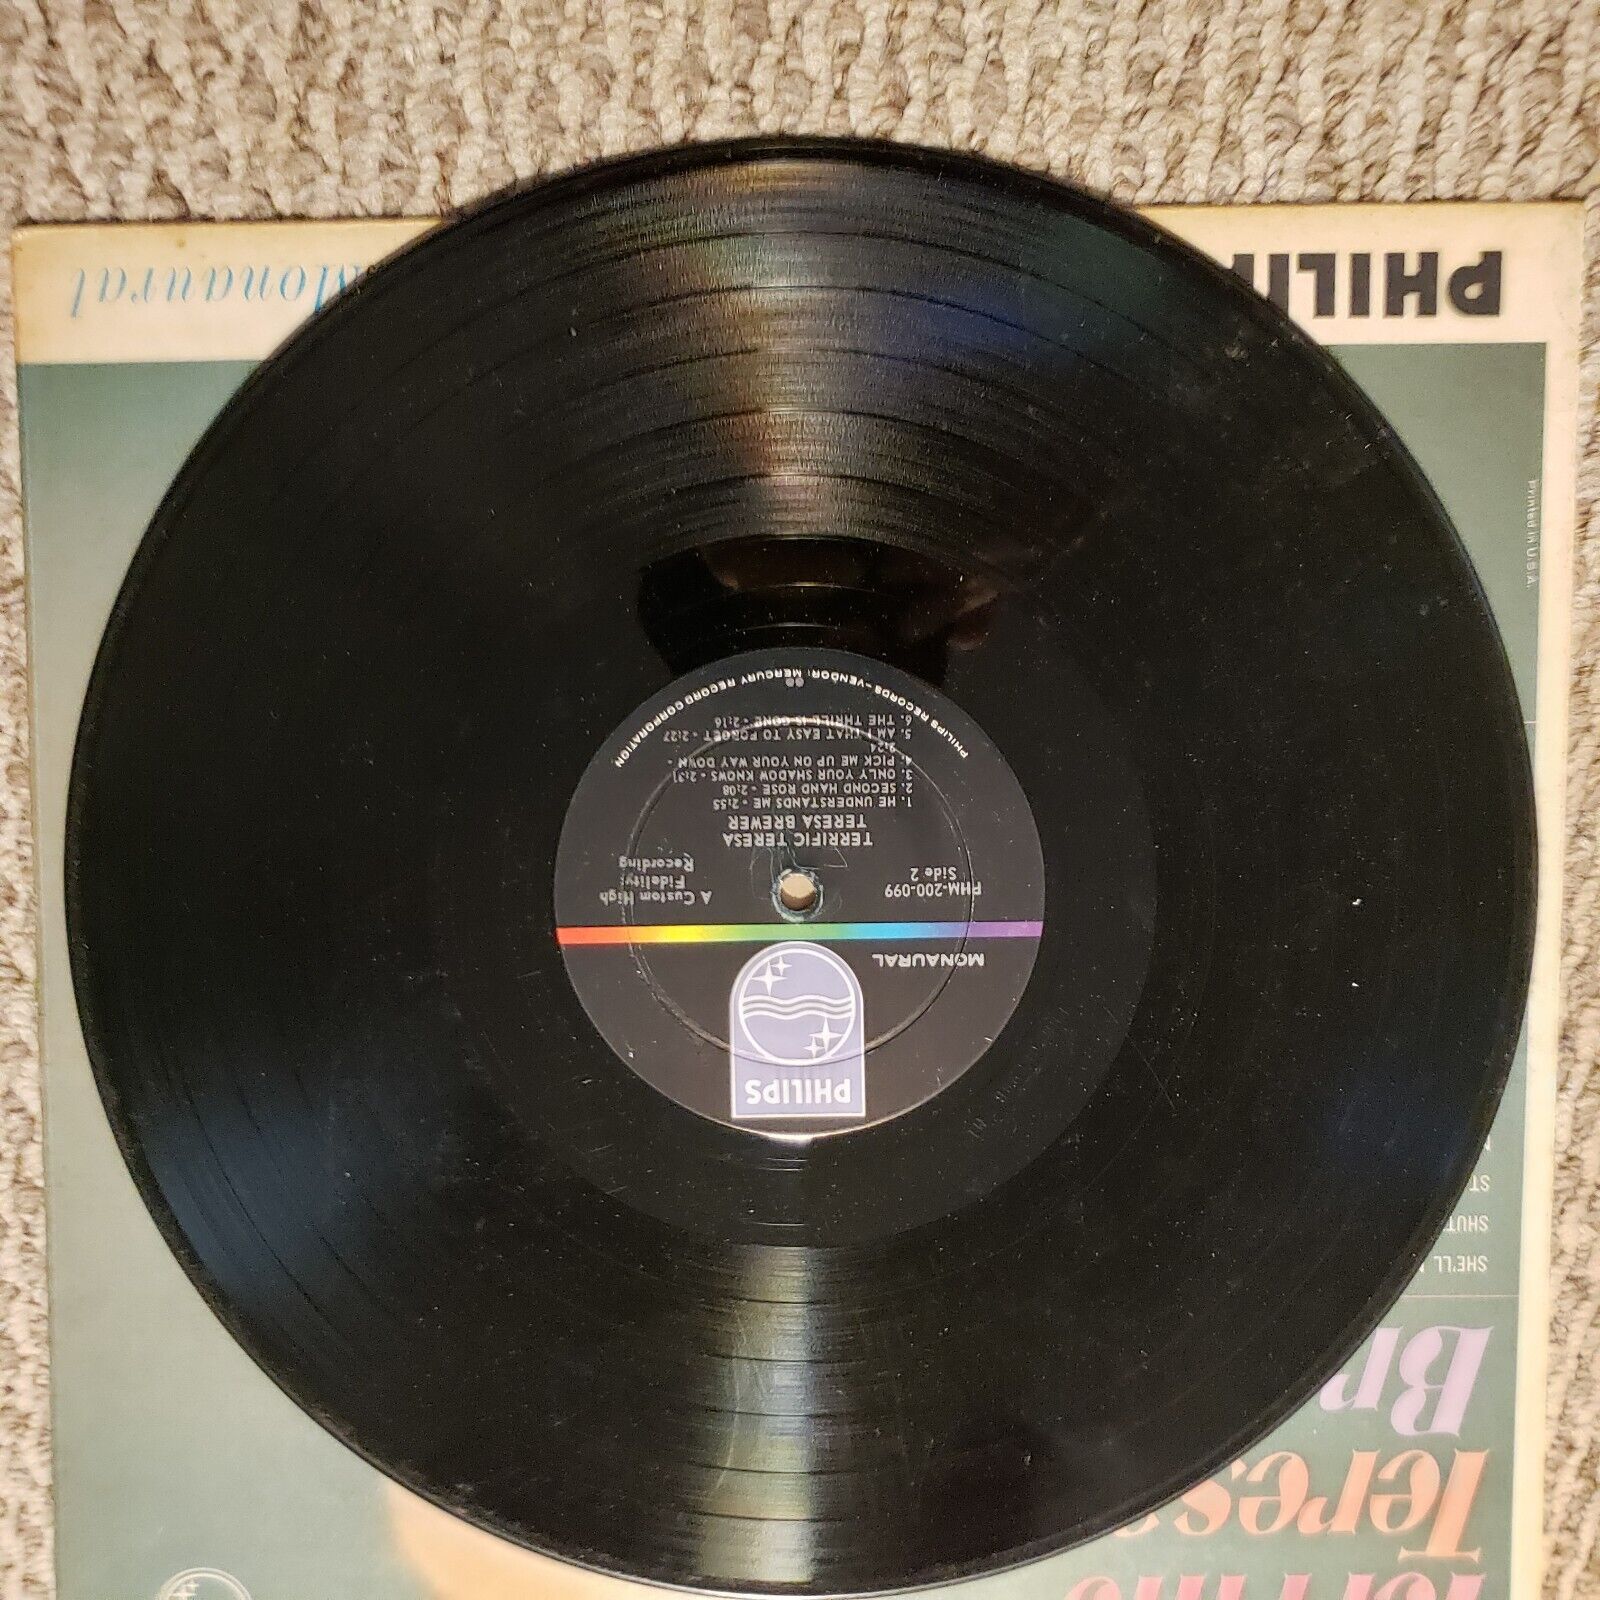 PHILIPS
MONAURAL
PHM-200-099
Side 2
A Custom High
Fidelity
Recording
TERRIFIC TERESA
TERESA BREWER
1. HE UNDERSTANDS ME - 2:55
2. SECOND HAND ROSE - 2:08
3. ONLY YOUR SHADOW KNOWS - 2:31
4. PICK ME UP ON YOUR WAY DOWN -
2:24
5. AM I THAT EASY TO FORGET - 2:27
6. THE THRILL IS GONE - 2:16
PHILIPS RECORDS - VENDOR: MERCURY RECORD CORPORATION
Teresa
Br
SHE'LL
SHUT
ST
Printed in U.S.A.
PHILI
Monaural